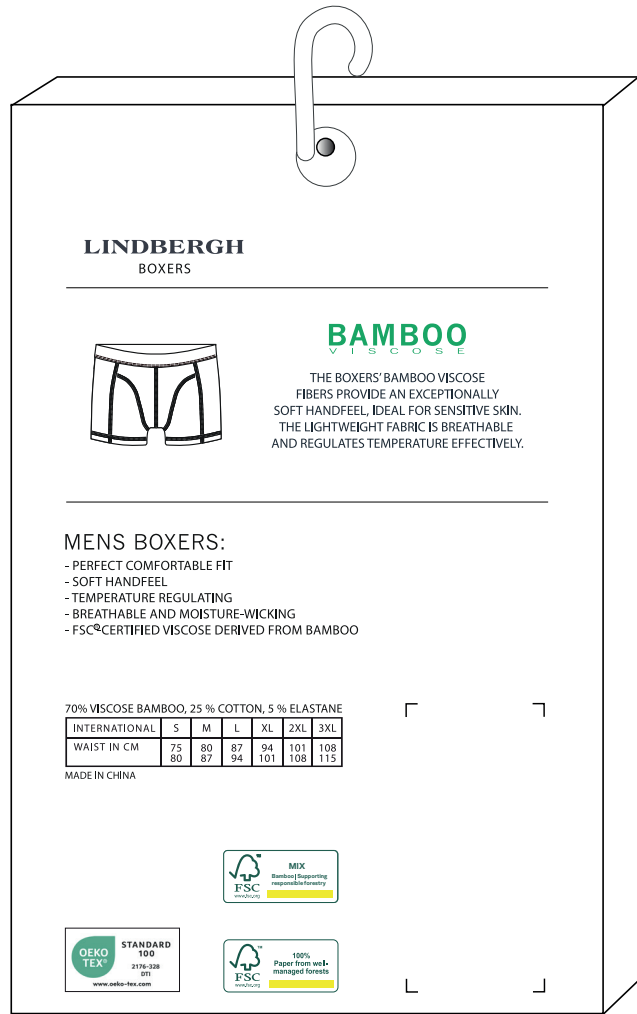 LINDBERGH
BOXERS
BAMBOO
VISCOSE
THE BOXERS' BAMBOO VISCOSE
FIBERS PROVIDE AN EXCEPTIONALLY
SOFT HANDFEEL, IDEAL FOR SENSITIVE SKIN.
THE LIGHTWEIGHT FABRIC IS BREATHABLE
AND REGULATES TEMPERATURE EFFECTIVELY.
MENS BOXERS:
- PERFECT COMFORTABLE FIT
- SOFT HANDFEEL
- TEMPERATURE REGULATING
- BREATHABLE AND MOISTURE-WICKING
- FSC®-CERTIFIED VISCOSE DERIVED FROM BAMBOO
70% VISCOSE BAMBOO, 25 % COTTON, 5 % ELASTANE
INTERNATIONAL S M L XL 2XL 3XL
WAIST IN CM 75 80 87 94 101 108
80 87 94 101 108 115
MADE IN CHINA
MIX
Bamboo | Supporting
responsible forestry
FSC
www.fsc.org
OEKO
TEX®
STANDARD
100
2176-328
DTI
www.oeko-tex.com
100%
Paper from well-
managed forests
FSC
www.fsc.org